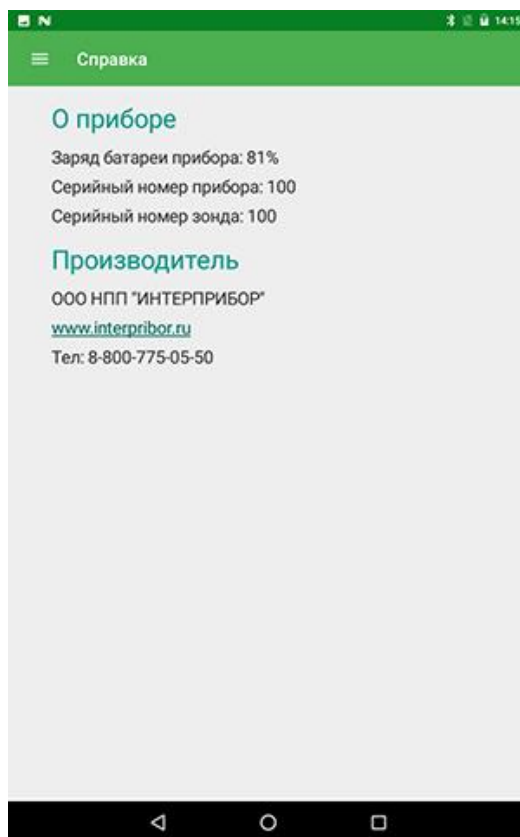 14:15
Справка
О приборе
Заряд батареи прибора: 81%
Серийный номер прибора: 100
Серийный номер зонда: 100
Производитель
ООО НПП "ИНТЕРПРИБОР"
www.interpribor.ru
Тел: 8-800-775-05-50